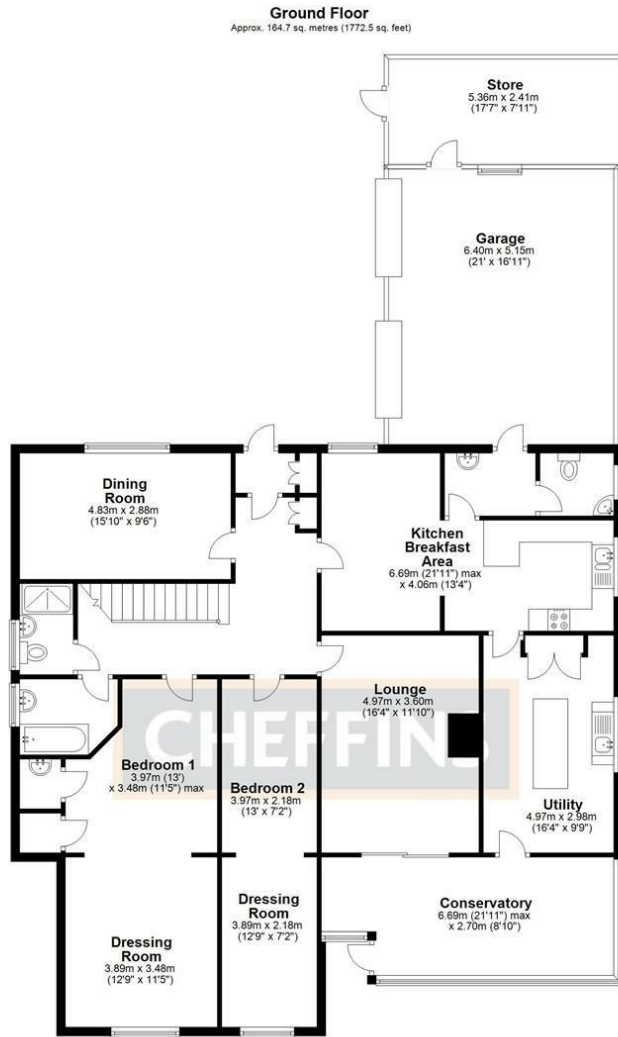 Ground Floor
Approx. 164.7 sq. metres (1772.5 sq. feet)
Store
5.36m x 2.41m
(17'7" x 7'11")
Garage
6.40m x 5.15m
(21' x 16'11")
Dining
Room
4.83m x 2.88m
(15'10" x 9'6")
Kitchen
Breakfast
Area
6.69m (21'11") max
x 4.06m (13'4")
Lounge
4.97m x 3.60m
(16'4" x 11'10")
CHEFFINS
Bedroom 1
3.97m (13')
x 3.48m (11'5") max
Bedroom 2
3.97m x 2.18m
(13' x 7'2")
Utility
4.97m x 2.98m
(16'4" x 9'9")
Dressing
Room
3.89m x 2.18m
(12'9" x 7'2")
Conservatory
6.69m (21'11") max
x 2.70m (8'10")
Dressing
Room
3.89m x 3.48m
(12'9" x 11'5")